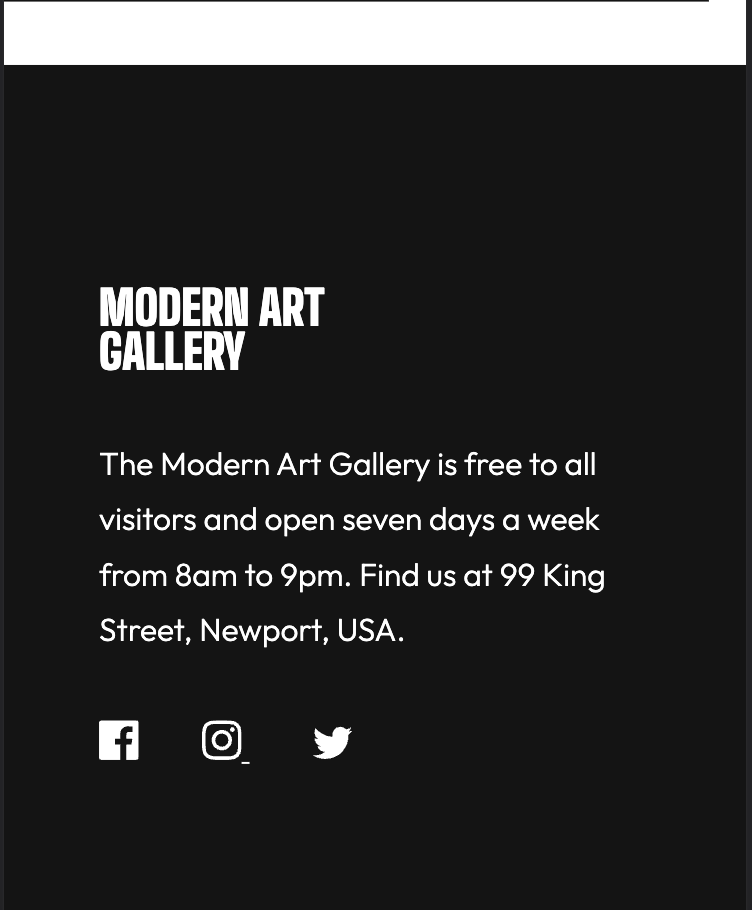 MODERN ART
GALLERY
The Modern Art Gallery is free to all
visitors and open seven days a week
from 8am to 9pm. Find us at 99 King
Street, Newport, USA.